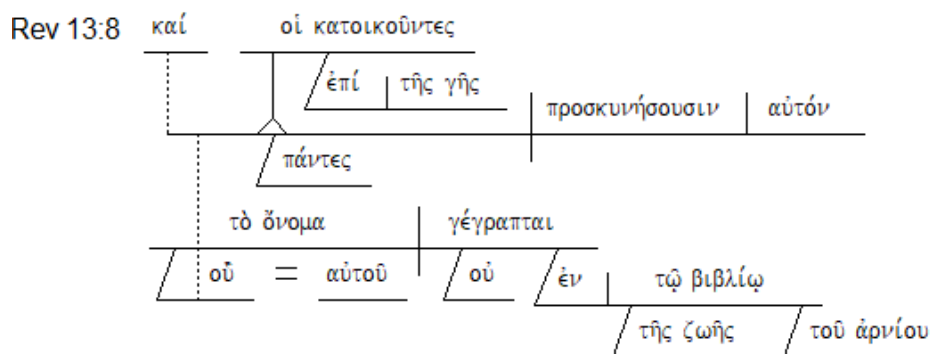 Rev 13:8 καί οἱ κατοικοῦντες
ἐπί τῆς γῆς
προσκυνήσουσιν αὐτόν
πάντες
τὸ ὄνομα γέγραπται
οὗ = αὐτοῦ οὐ ἐν τῷ βιβλίῳ
τῆς ζωῆς τοῦ ἀρνίου